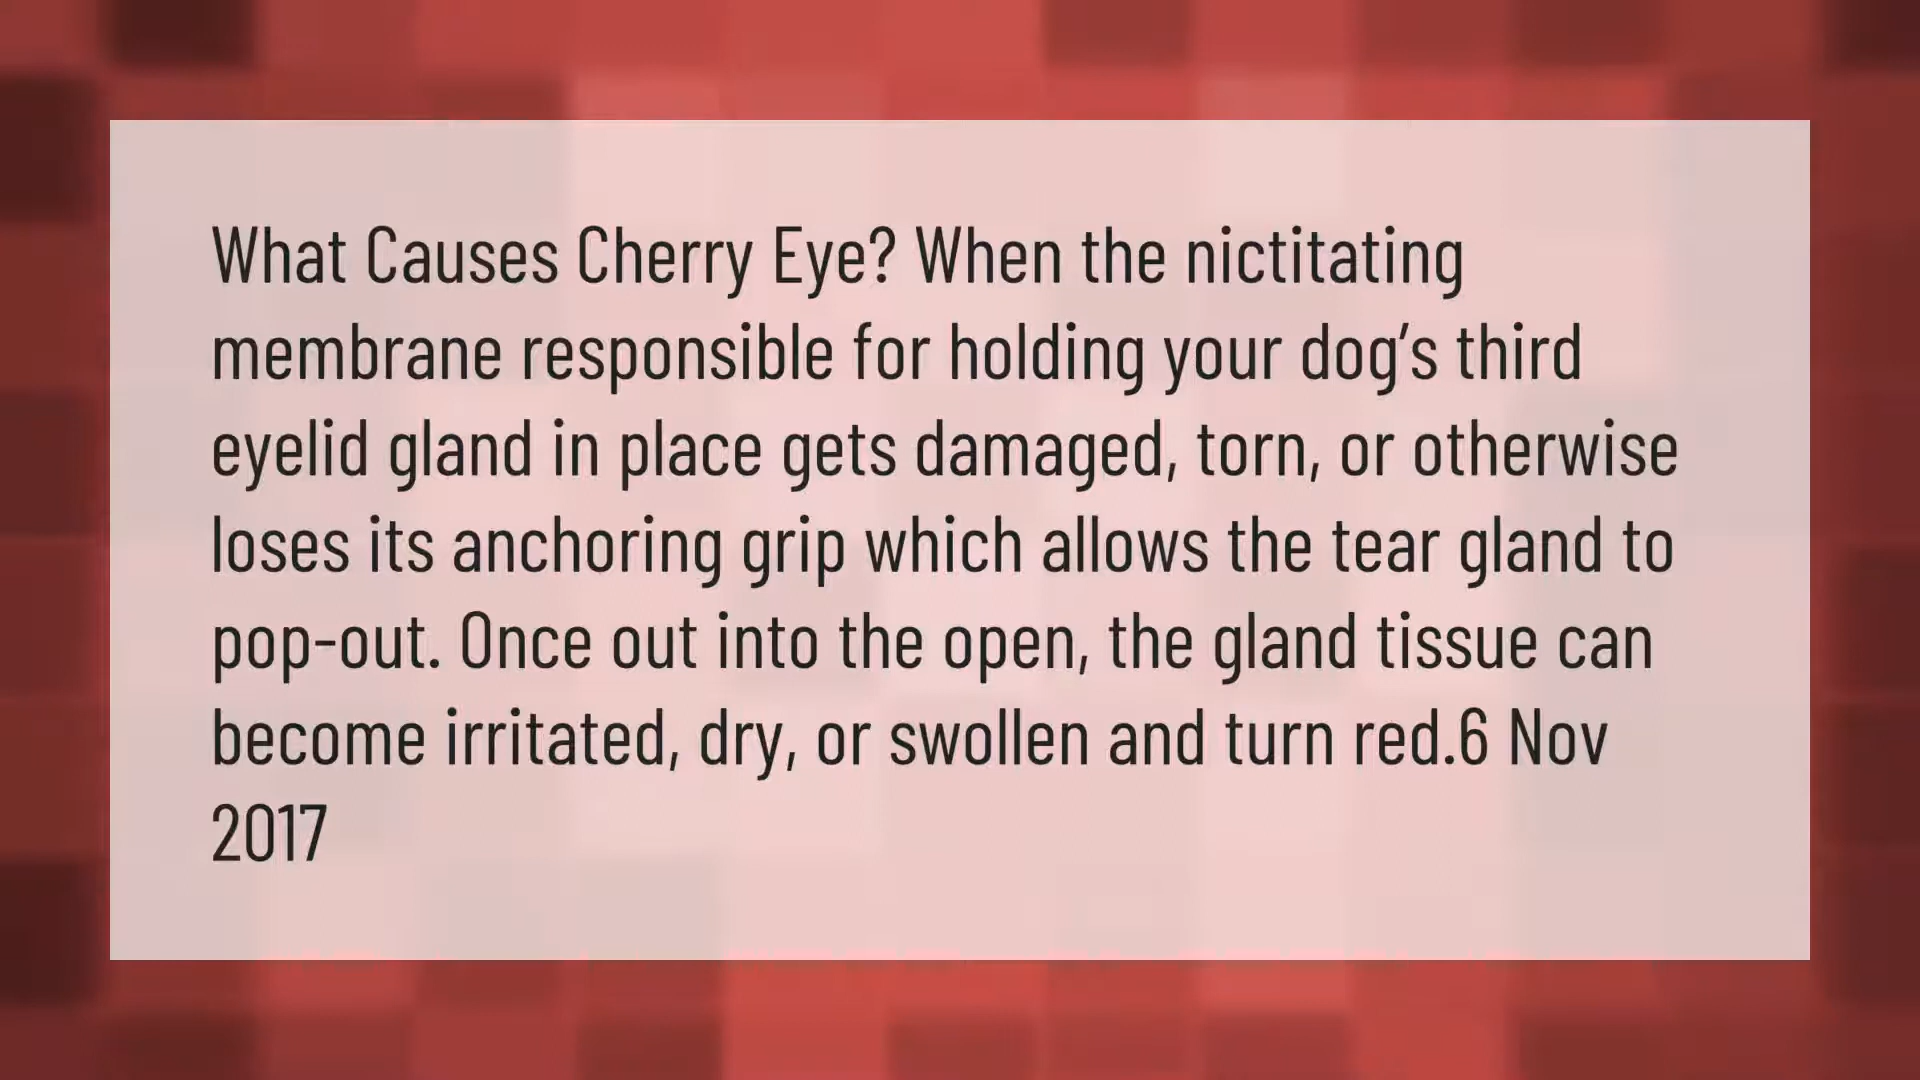 What Causes Cherry Eye? When the nictitating
membrane responsible for holding your dog’s third
eyelid gland in place gets damaged, torn, or otherwise
loses its anchoring grip which allows the tear gland to
pop-out. Once out into the open, the gland tissue can
become irritated, dry, or swollen and turn red.6 Nov
2017